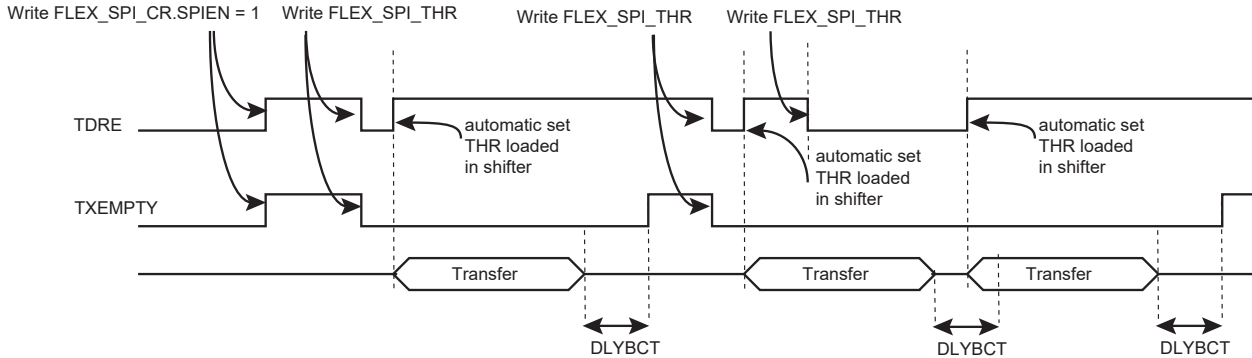 Write FLEX_SPI_CR.SPIEN = 1
Write FLEX_SPI_THR
Write FLEX_SPI_THR
Write FLEX_SPI_THR
TDRE
automatic set
THR loaded
in shifter
automatic set
THR loaded
in shifter
automatic set
THR loaded
in shifter
TXEMPTY
Transfer
Transfer
Transfer
DLYBCT
DLYBCT
DLYBCT